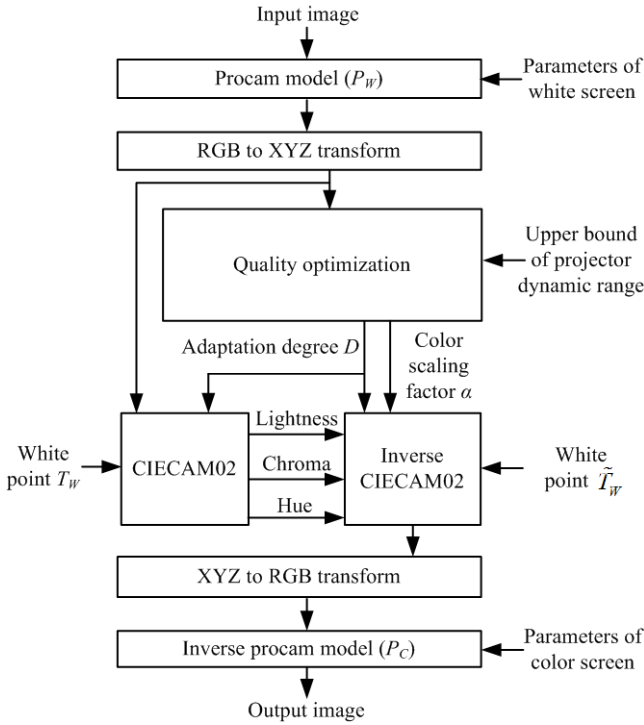 Input image
Procam model (P_W)
Parameters of
white screen
RGB to XYZ transform
Quality optimization
Upper bound
of projector
dynamic range
Adaptation degree D
Color
scaling
factor α
White
point T_W
CIECAM02
Lightness
Chroma
Hue
Inverse
CIECAM02
White
point T̃_W
XYZ to RGB transform
Inverse procam model (P_C)
Parameters of
color screen
Output image